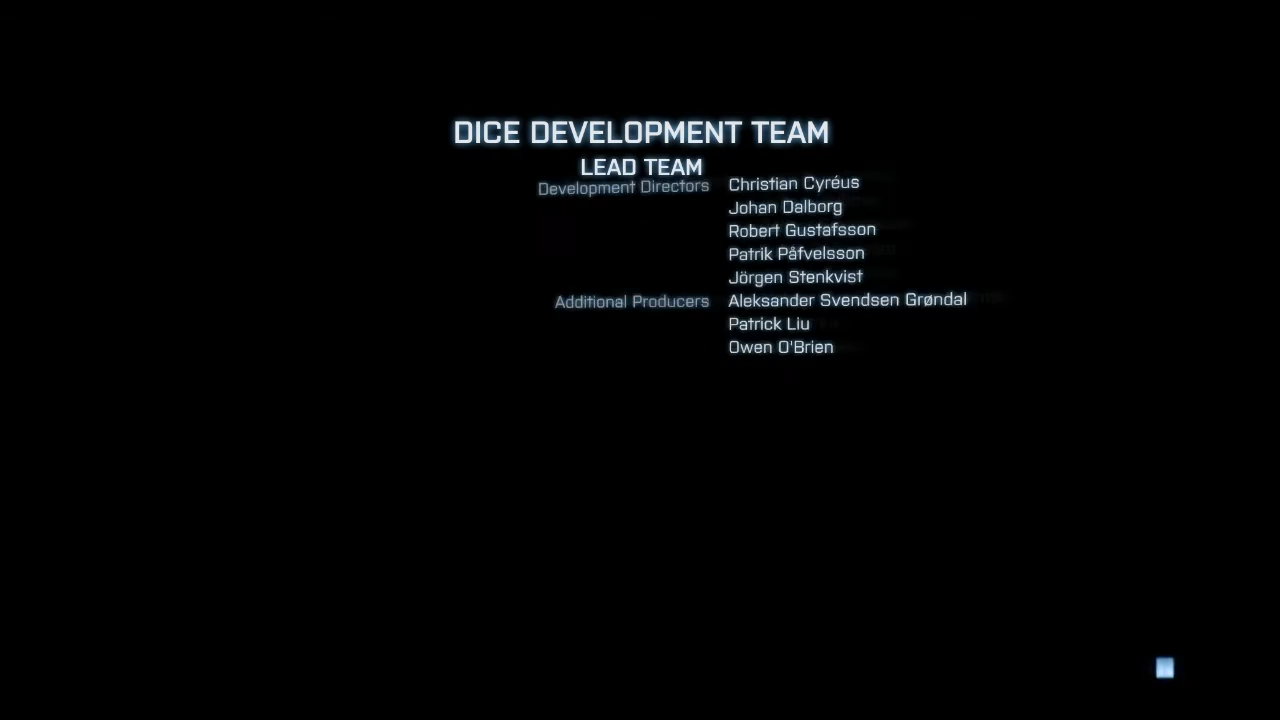 DICE DEVELOPMENT TEAM
LEAD TEAM
Development Directors Christian Cyréus
Johan Dalborg
Robert Gustafsson
Patrik Påfvelsson
Jörgen Stenkvist
Additional Producers Aleksander Svendsen Grøndal
Patrick Liu
Owen O'Brien